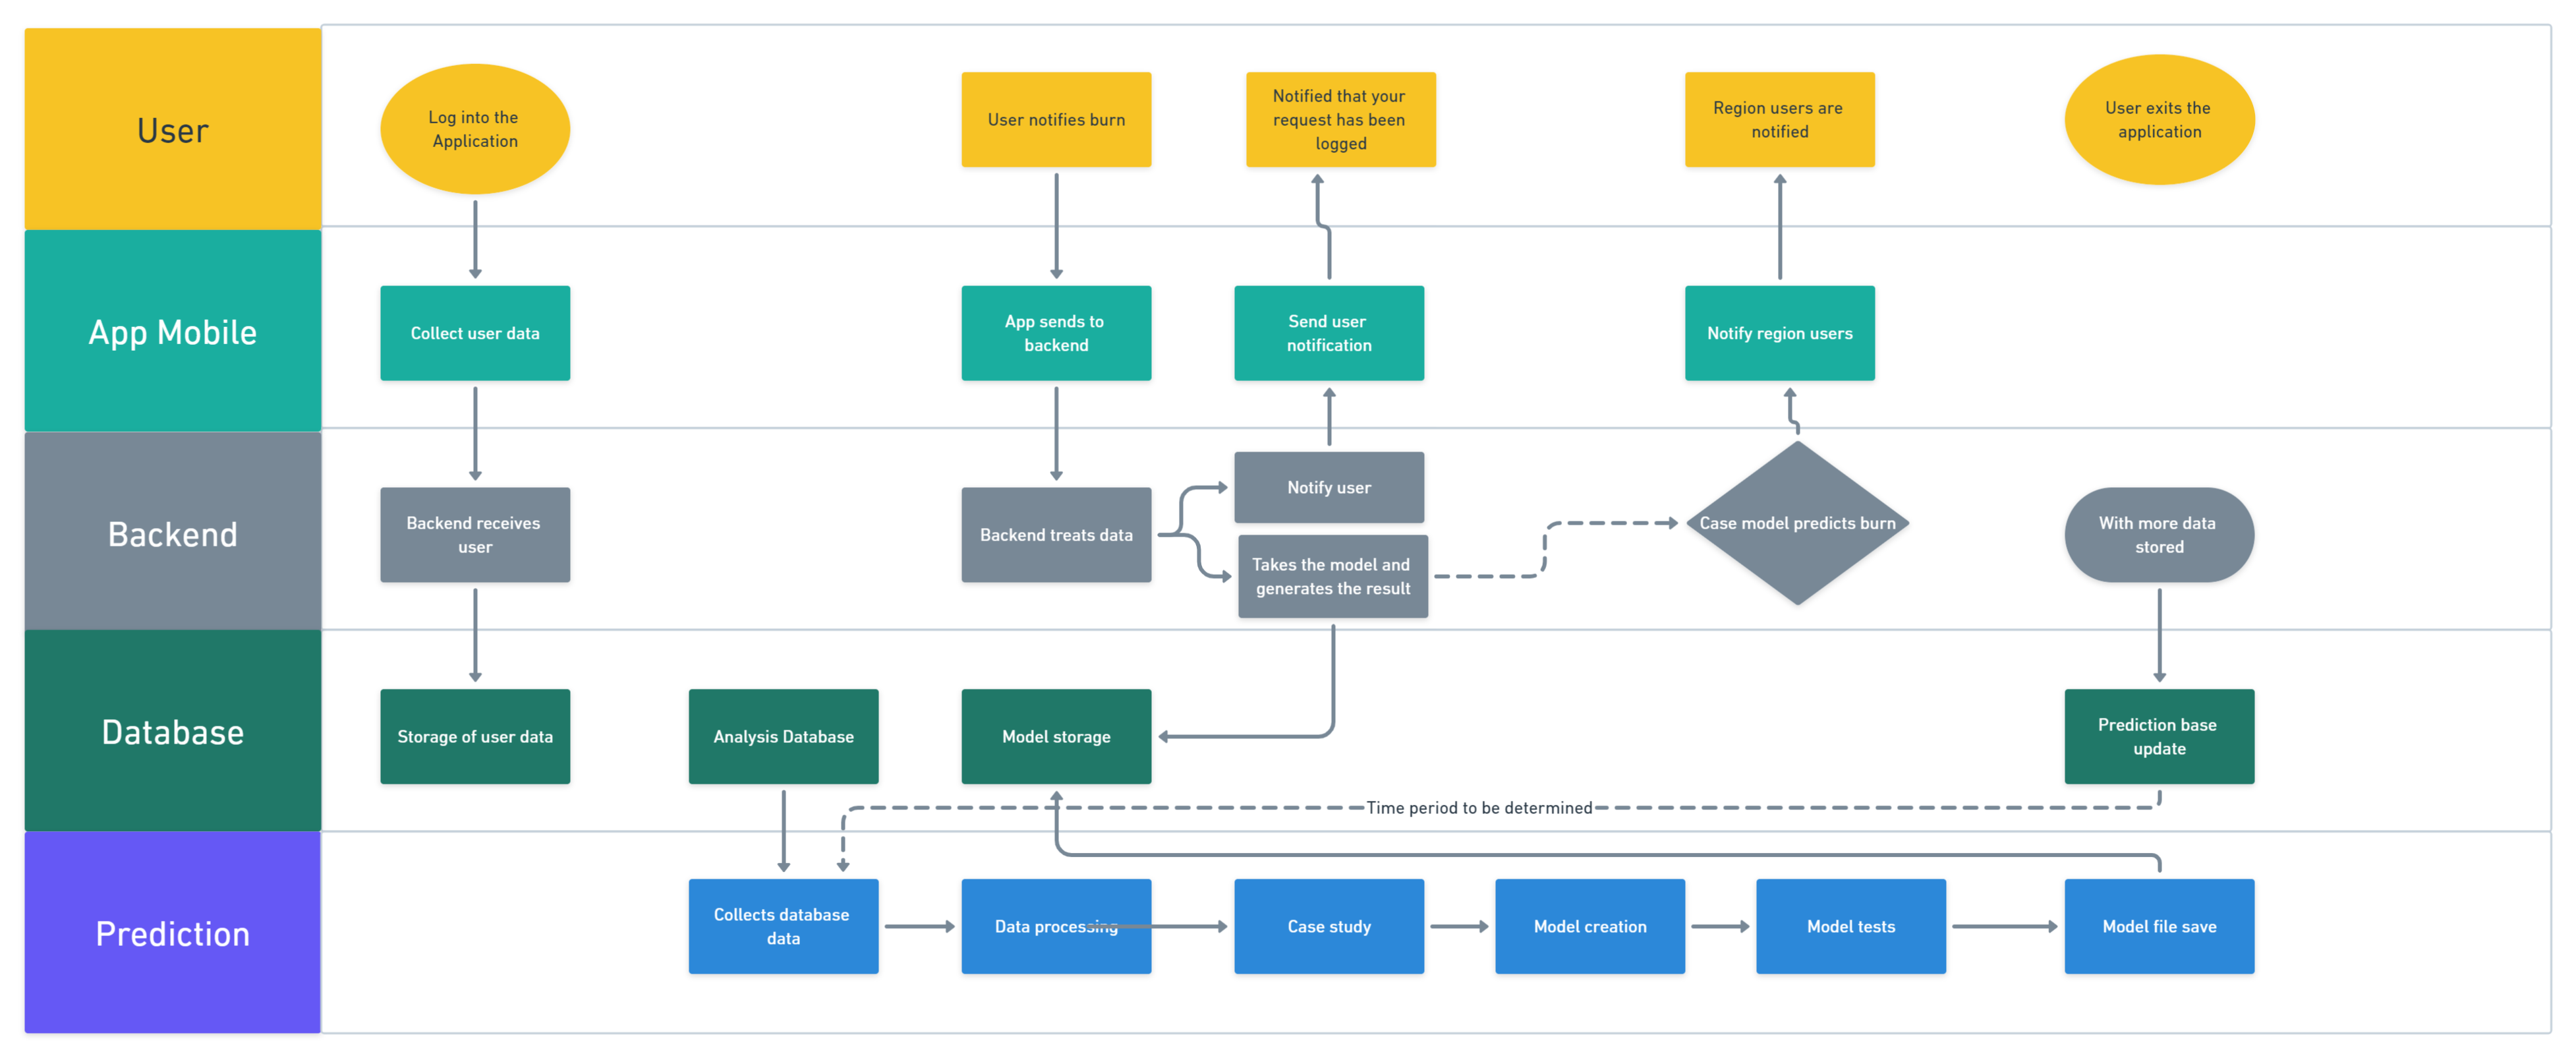 User
Log into the
Application
User notifies burn
Notified that your
request has been
logged
Region users are
notified
User exits the
application
App Mobile
Collect user data
App sends to
backend
Send user
notification
Notify region users
Backend
Backend receives
user
Backend treats data
Notify user
Takes the model and
generates the result
Case model predicts burn
With more data
stored
Database
Storage of user data
Analysis Database
Model storage
Prediction base
update
Time period to be determined
Prediction
Collects database
data
Data processing
Case study
Model creation
Model tests
Model file save